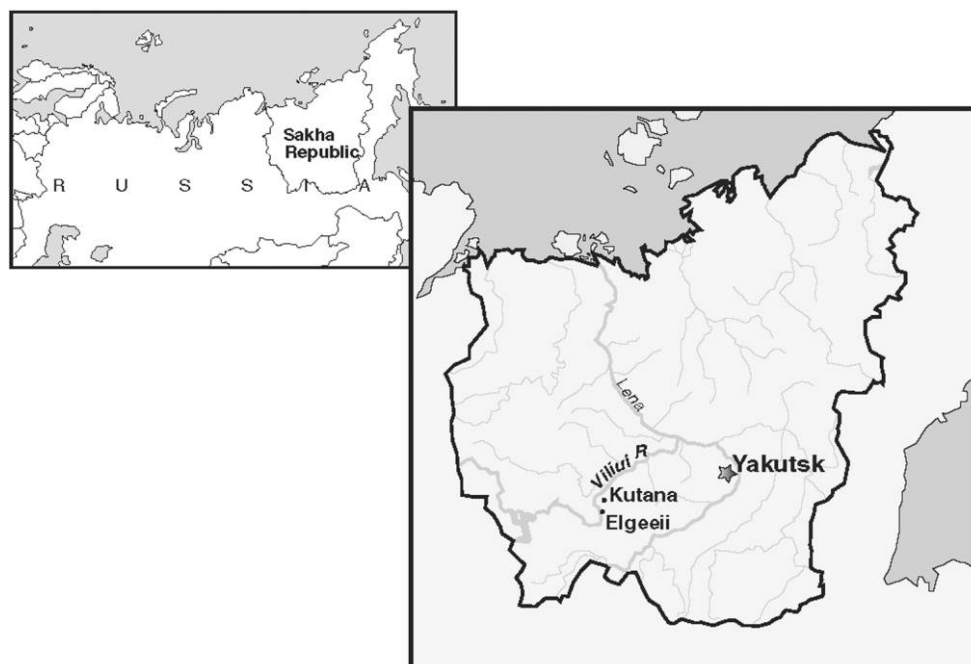 Sakha
Republic
R U S S I A
Lena
Viliui R
Yakutsk
Kutana
Elgeeii